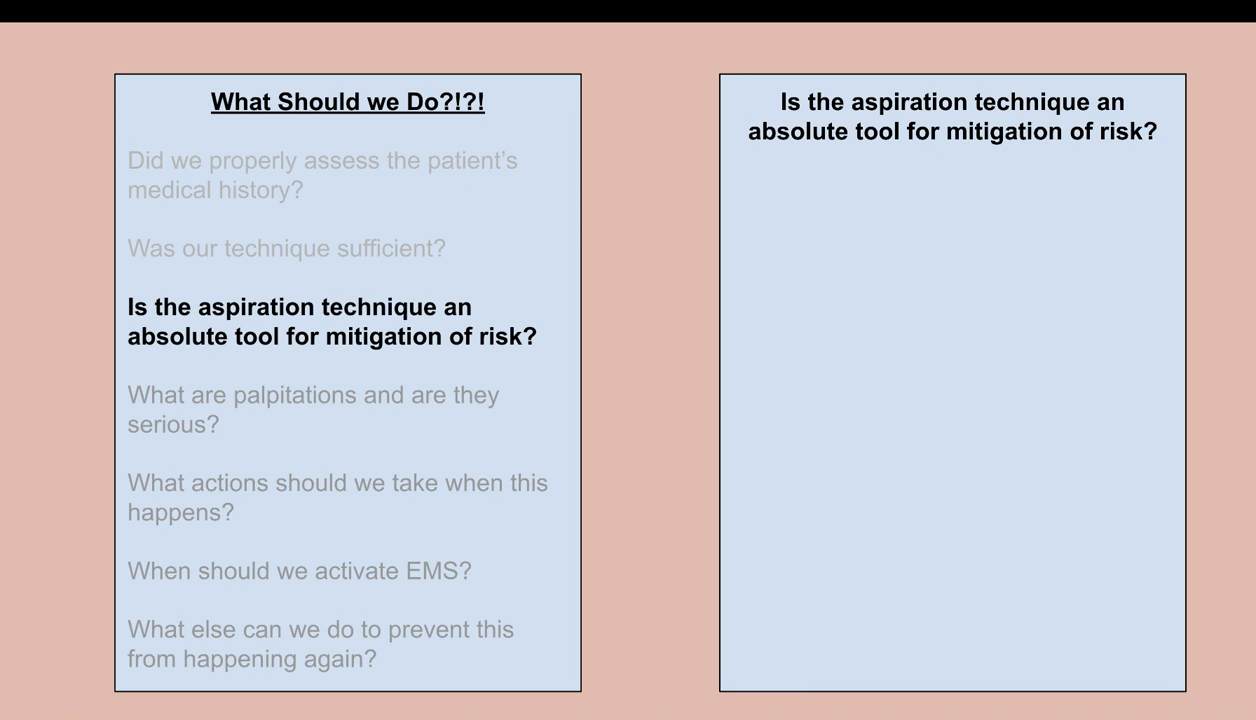 What Should we Do?!?!
Did we properly assess the patient's
medical history?
Was our technique sufficient?
Is the aspiration technique an
absolute tool for mitigation of risk?
What are palpitations and are they
serious?
What actions should we take when this
happens?
When should we activate EMS?
What else can we do to prevent this
from happening again?
Is the aspiration technique an
absolute tool for mitigation of risk?